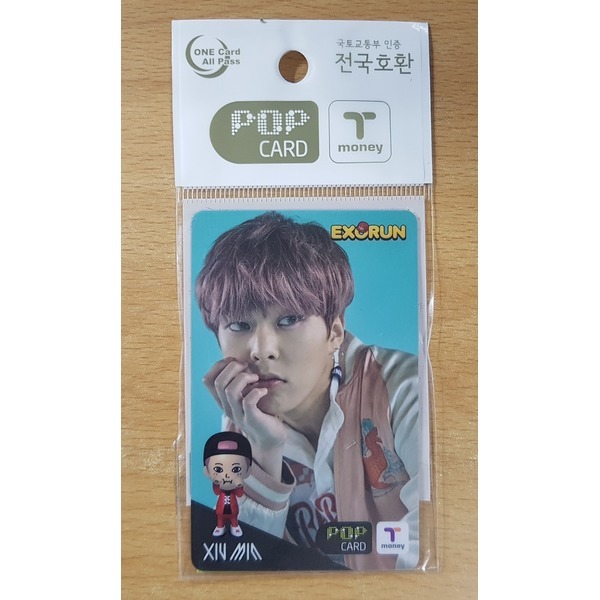 ONE Card
All Pass
국토교통부 인증
전국호환
POP
CARD
T
money
EXORUN
XIUMIN
POP
CARD
T
money